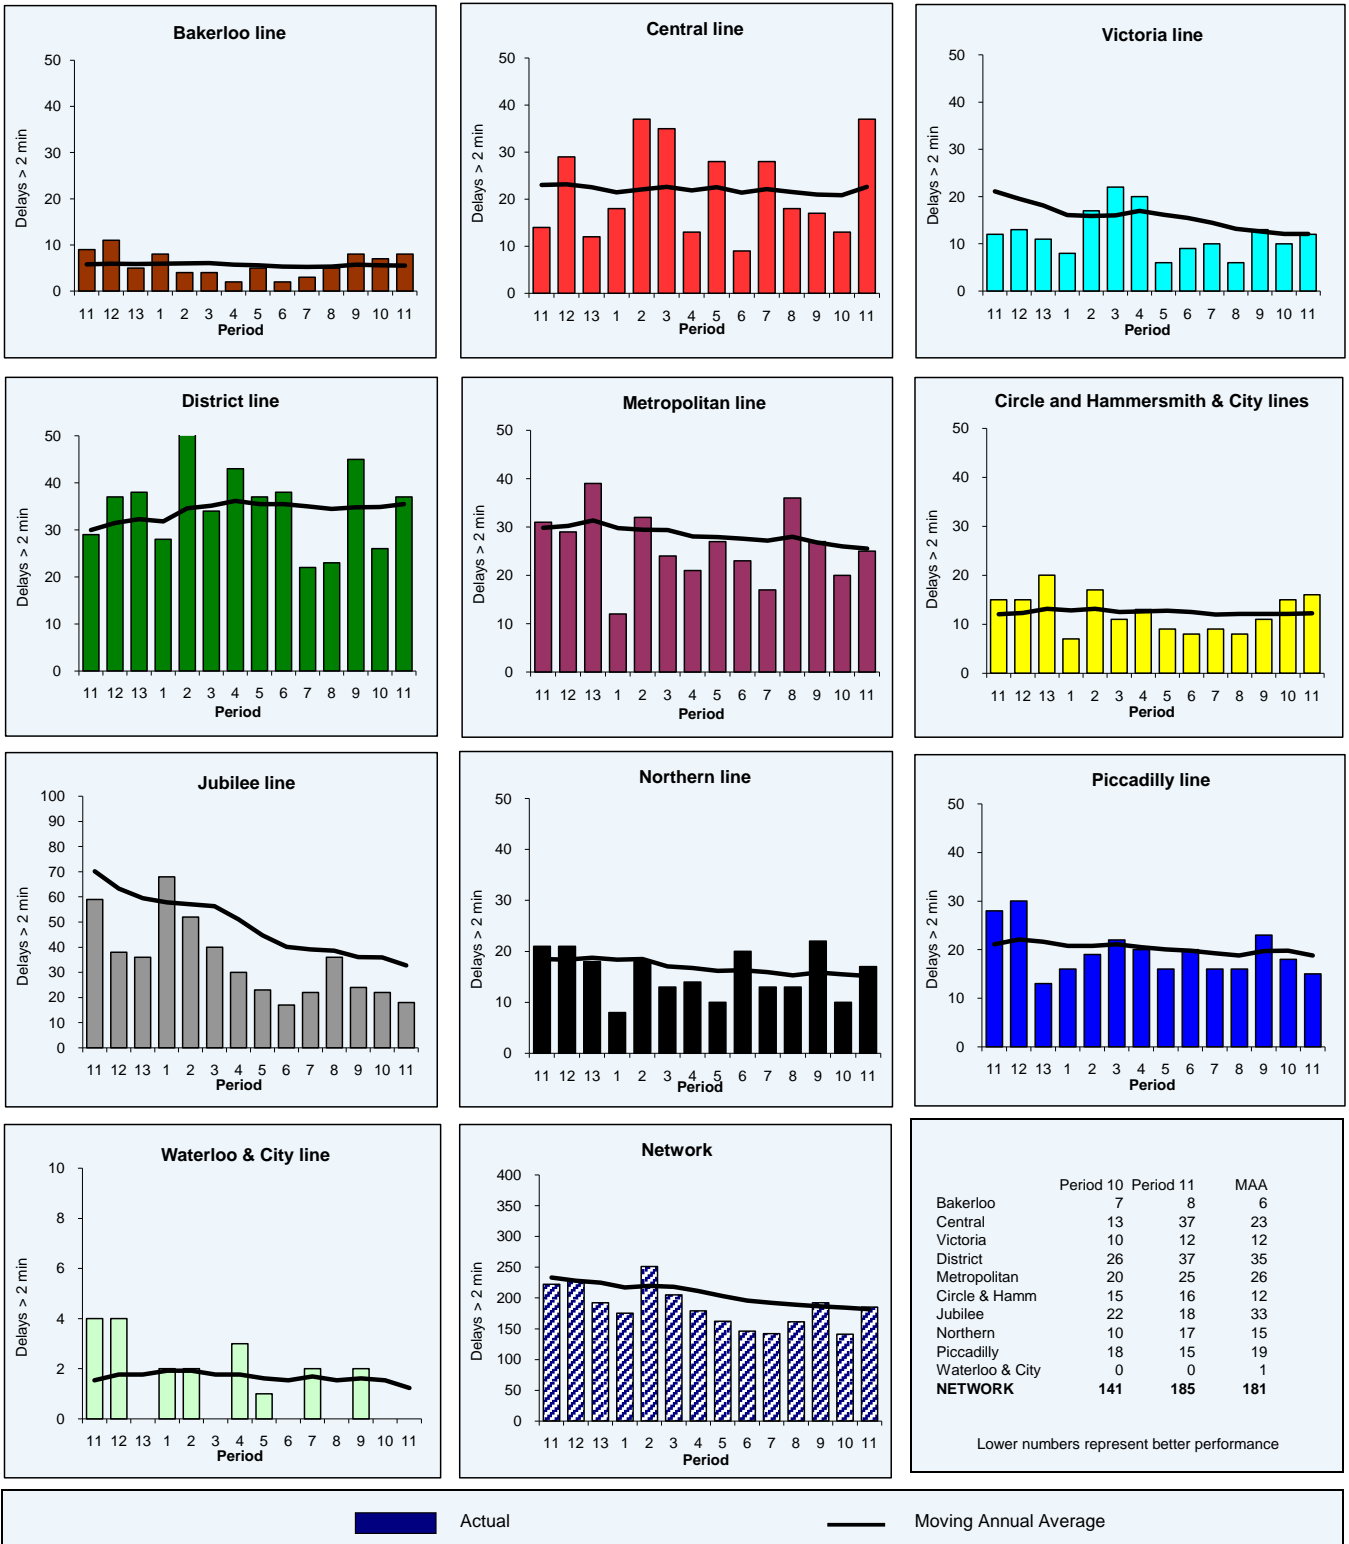 Bakerloo line
50
40
30
20
10
0
Delays > 2 min
11 12 13 1 2 3 4 5 6 7 8 9 10 11
Period
Central line
50
40
30
20
10
0
Delays > 2 min
11 12 13 1 2 3 4 5 6 7 8 9 10 11
Period
Victoria line
50
40
30
20
10
0
Delays > 2 min
11 12 13 1 2 3 4 5 6 7 8 9 10 11
Period
District line
50
40
30
20
10
0
Delays > 2 min
11 12 13 1 2 3 4 5 6 7 8 9 10 11
Period
Metropolitan line
50
40
30
20
10
0
Delays > 2 min
11 12 13 1 2 3 4 5 6 7 8 9 10 11
Period
Circle and Hammersmith & City lines
50
40
30
20
10
0
Delays > 2 min
11 12 13 1 2 3 4 5 6 7 8 9 10 11
Period
Jubilee line
100
90
80
70
60
50
40
30
20
10
0
Delays > 2 min
11 12 13 1 2 3 4 5 6 7 8 9 10 11
Period
Northern line
50
40
30
20
10
0
Delays > 2 min
11 12 13 1 2 3 4 5 6 7 8 9 10 11
Period
Piccadilly line
50
40
30
20
10
0
Delays > 2 min
11 12 13 1 2 3 4 5 6 7 8 9 10 11
Period
Waterloo & City line
10
8
6
4
2
0
Delays > 2 min
11 12 13 1 2 3 4 5 6 7 8 9 10 11
Period
Network
400
350
300
250
200
150
100
50
0
Delays > 2 min
11 12 13 1 2 3 4 5 6 7 8 9 10 11
Period
Period 10 Period 11 MAA
Bakerloo 7 8 6
Central 13 37 23
Victoria 10 12 12
District 26 37 35
Metropolitan 20 25 26
Circle & Hamm 15 16 12
Jubilee 22 18 33
Northern 10 17 15
Piccadilly 18 15 19
Waterloo & City 0 0 1
NETWORK 141 185 181
Lower numbers represent better performance
Actual
Moving Annual Average